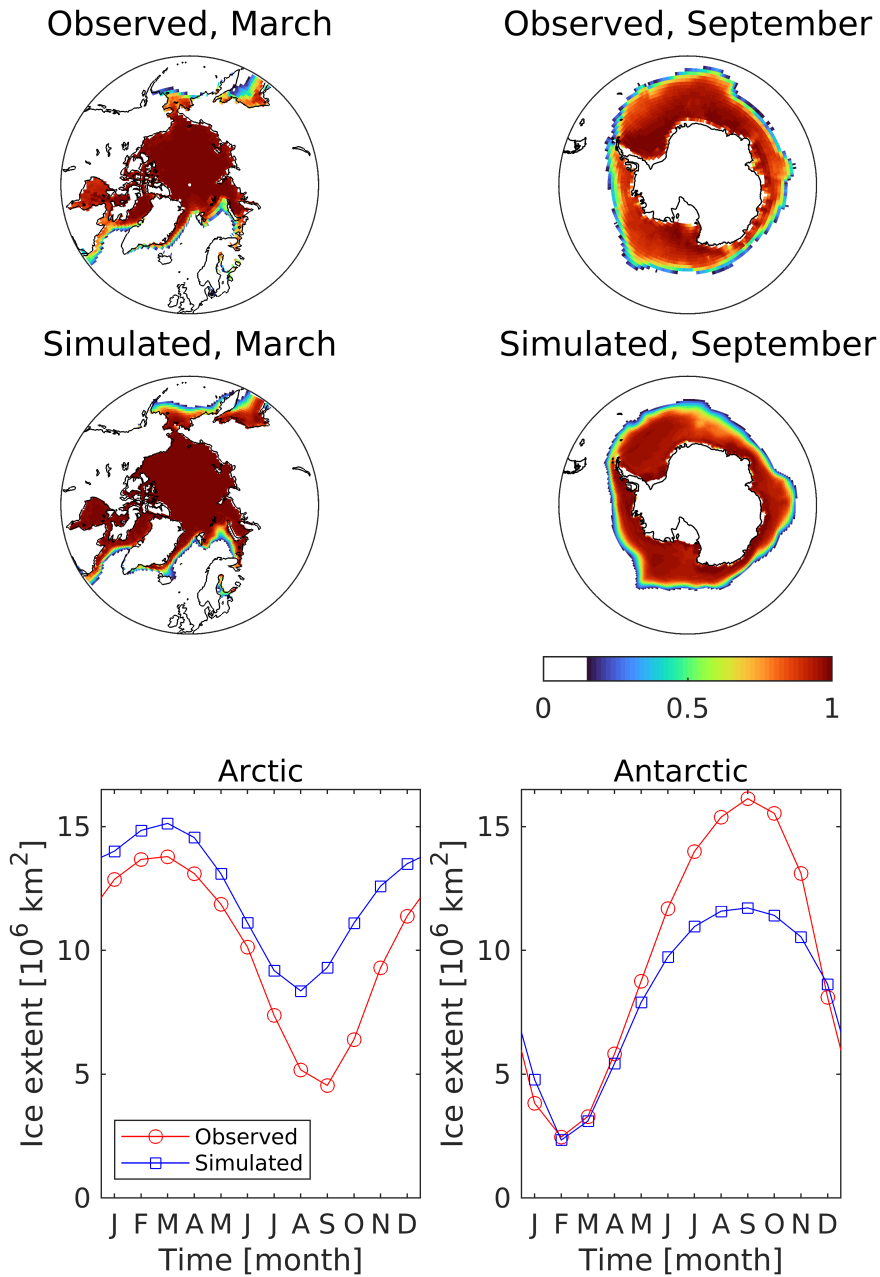 Observed, March
Observed, September
Simulated, March
Simulated, September
0 0.5 1
Arctic
Ice extent [10⁶ km²]
15
10
5
0
Observed
Simulated
J F M A M J J A S O N D
Time [month]
Antarctic
Ice extent [10⁶ km²]
15
10
5
0
J F M A M J J A S O N D
Time [month]